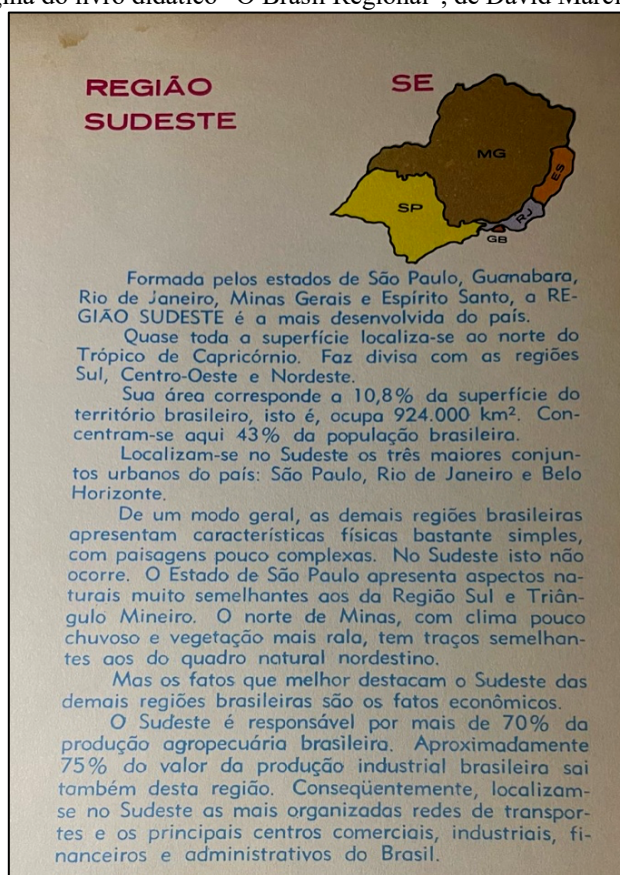 gina do livro didático "O Brasil Regional", de David Márci
REGIÃO
SUDESTE
SE
MG
ES
SP
RJ
GB
Formada pelos estados de São Paulo, Guanabara,
Rio de Janeiro, Minas Gerais e Espírito Santo, a RE-
GIÃO SUDESTE é a mais desenvolvida do país.
Quase toda a superfície localiza-se ao norte do
Trópico de Capricórnio. Faz divisa com as regiões
Sul, Centro-Oeste e Nordeste.
Sua área corresponde a 10,8% da superfície do
território brasileiro, isto é, ocupa 924.000 km². Con-
centram-se aqui 43% da população brasileira.
Localizam-se no Sudeste os três maiores conjun-
tos urbanos do país: São Paulo, Rio de Janeiro e Belo
Horizonte.
De um modo geral, as demais regiões brasileiras
apresentam características físicas bastante simples,
com paisagens pouco complexas. No Sudeste isto não
ocorre. O Estado de São Paulo apresenta aspectos na-
turais muito semelhantes aos da Região Sul e Triân-
gulo Mineiro. O norte de Minas, com clima pouco
chuvoso e vegetação mais rala, tem traços semelhan-
tes aos do quadro natural nordestino.
Mas os fatos que melhor destacam o Sudeste das
demais regiões brasileiras são os fatos econômicos.
O Sudeste é responsável por mais de 70% da
produção agropecuária brasileira. Aproximadamente
75% do valor da produção industrial brasileira sai
também desta região. Conseqüentemente, localizam-
se no Sudeste as mais organizadas redes de transpor-
tes e os principais centros comerciais, industriais, fi-
nanceiros e administrativos do Brasil.